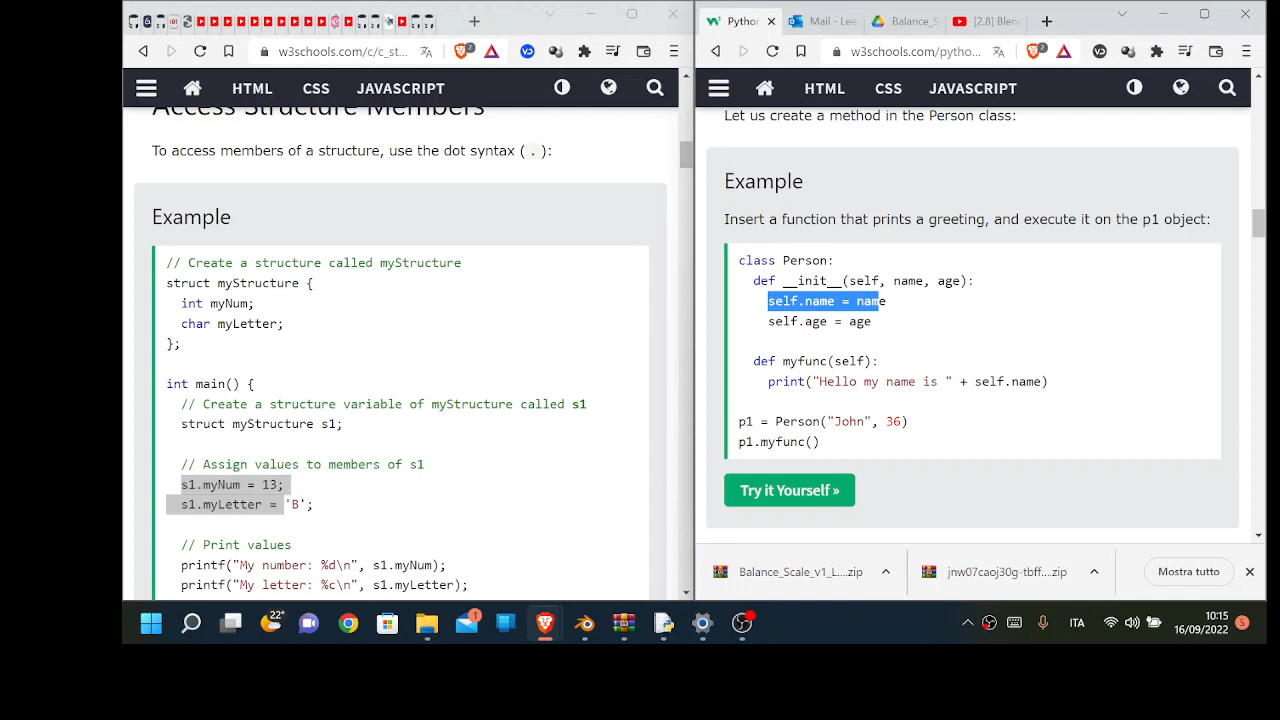 Python
Mail - Lee
Balance_S
[2.8] Blen
w3schools.com/c/c_st...
w3schools.com/pytho...
HTML CSS JAVASCRIPT
HTML CSS JAVASCRIPT
Access Structure Members
To access members of a structure, use the dot syntax ( . ):
Example
// Create a structure called myStructure
struct myStructure {
int myNum;
char myLetter;
};
int main() {
// Create a structure variable of myStructure called s1
struct myStructure s1;
// Assign values to members of s1
s1.myNum = 13;
s1.myLetter = 'B';
// Print values
printf("My number: %d\n", s1.myNum);
printf("My letter: %c\n", s1.myLetter);
Let us create a method in the Person class:
Example
Insert a function that prints a greeting, and execute it on the p1 object:
class Person:
def __init__(self, name, age):
self.name = name
self.age = age
def myfunc(self):
print("Hello my name is " + self.name)
p1 = Person("John", 36)
p1.myfunc()
Try it Yourself »
Balance_Scale_v1_L....zip
jnw07caoj30g-tbff....zip
Mostra tutto
22°
1
ITA
10:15
16/09/2022
5